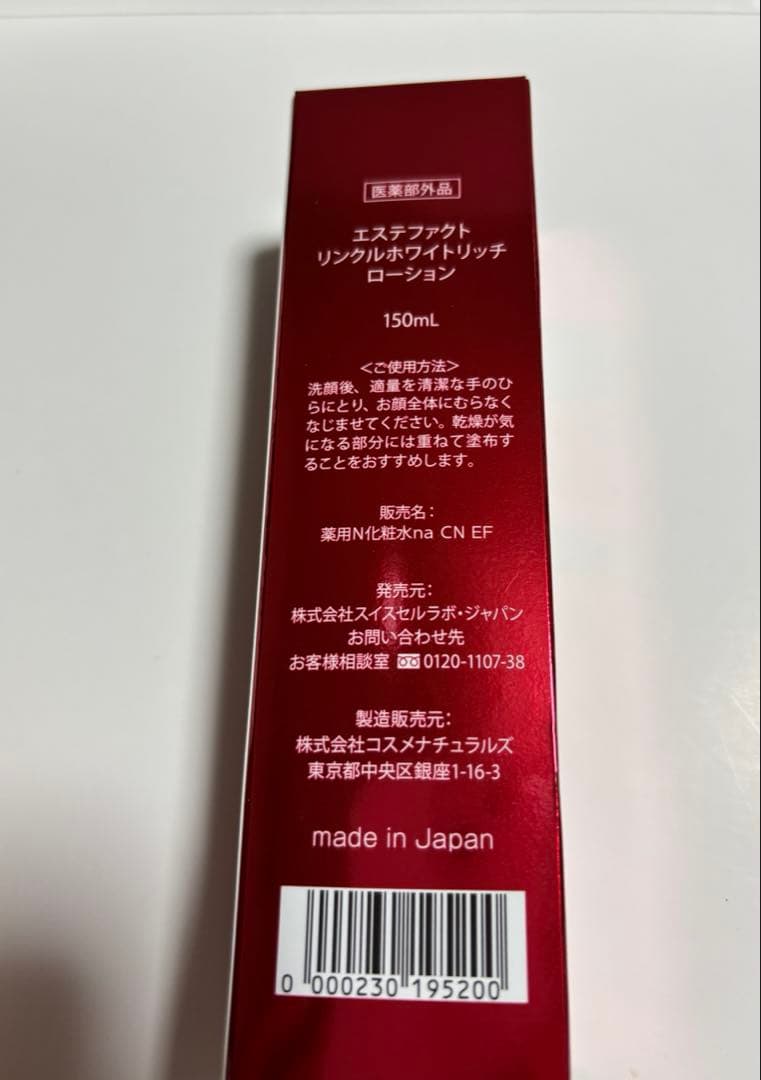 医薬部外品
エステファクト
リンクルホワイトリッチ
ローション
150mL
＜ご使用方法＞
洗顔後、適量を清潔な手のひ
らにとり、お顔全体にむらなく
なじませてください。乾燥が気
になる部分には重ねて塗布す
ることをおすすめします。
販売名：
薬用N化粧水na CN EF
発売元：
株式会社スイスセルラボ・ジャパン
お問い合わせ先
お客様相談室 0120-1107-38
製造販売元：
株式会社コスメナチュラルズ
東京都中央区銀座1-16-3
made in Japan
0 000230 195200